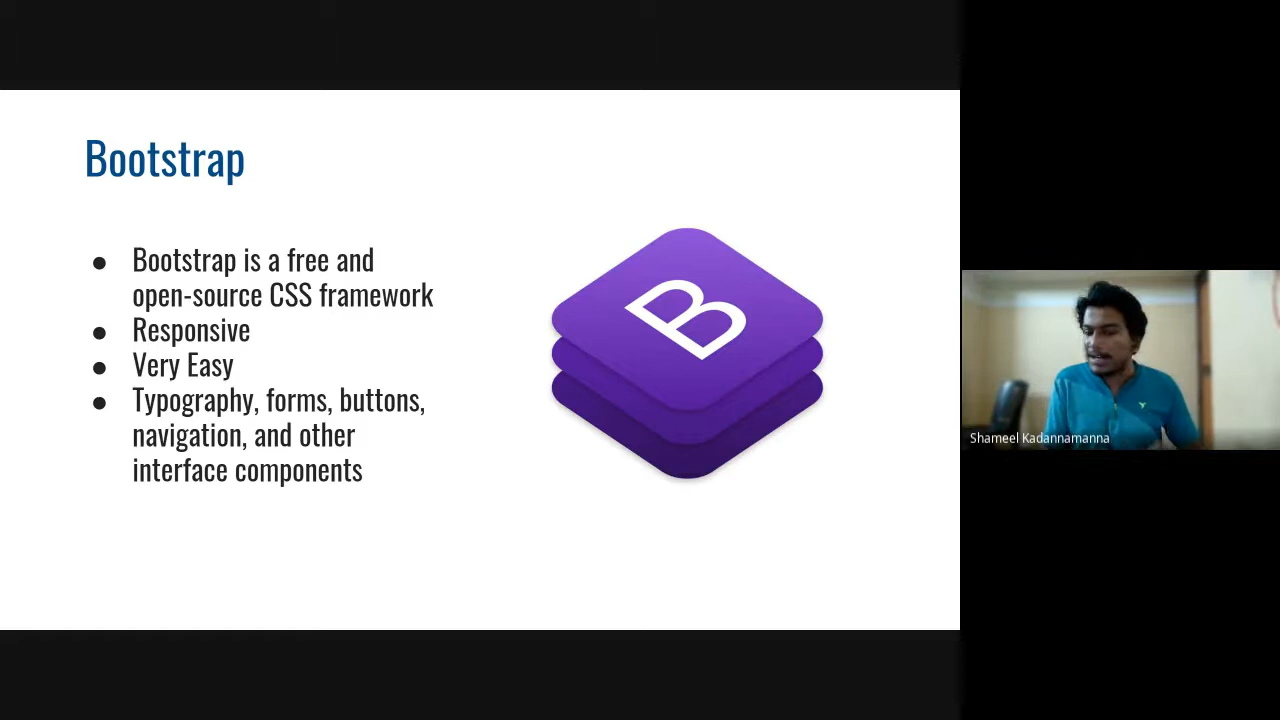 Bootstrap
● Bootstrap is a free and
open-source CSS framework
● Responsive
● Very Easy
● Typography, forms, buttons,
navigation, and other
interface components
B
Shameel Kadannamanna